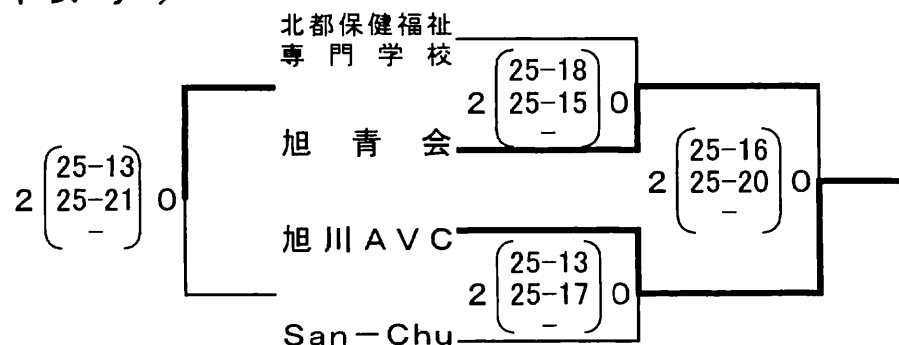 北都保健福祉
専門学校
2 (25-18 25-15 -) 0
旭青会
2 (25-13 25-21 -) 0
2 (25-16 25-20 -) 0
旭川AVC
2 (25-13 25-17 -) 0
San-Chu